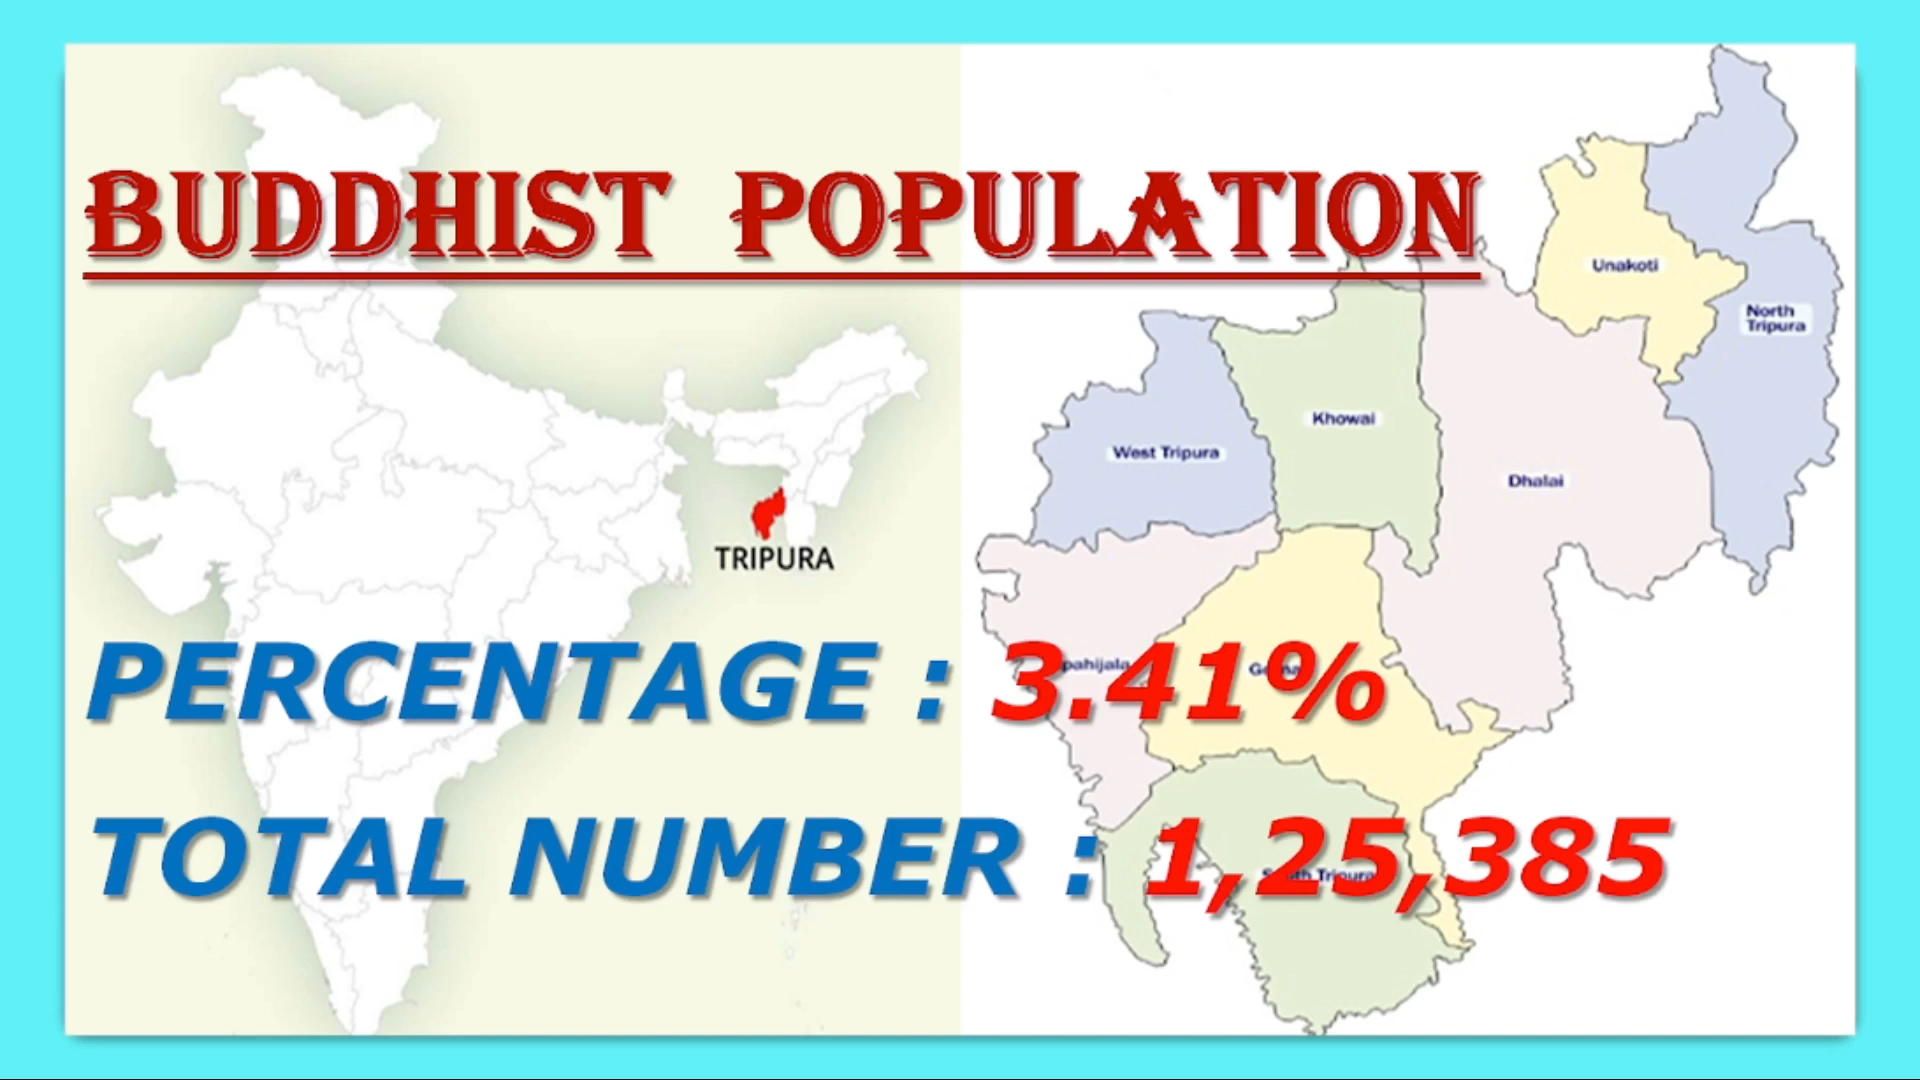 BUDDHIST POPULATION
Unakoti
North
Tripura
Khowai
West Tripura
Dhalai
TRIPURA
PERCENTAGE : 3.41%
TOTAL NUMBER : 1,25,385